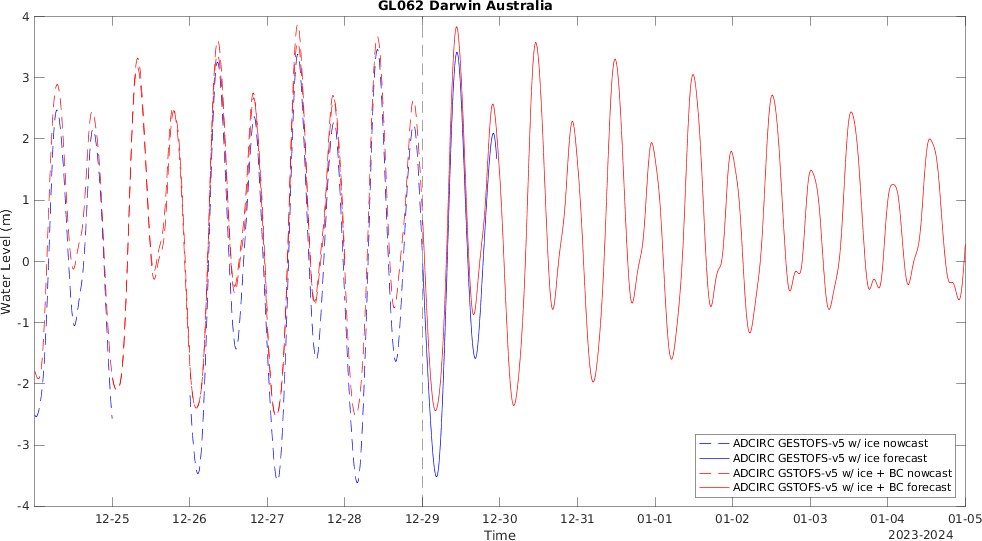 GL062 Darwin Australia
4
3
2
1
0
-1
-2
-3
-4
Water Level (m)
ADCIRC GESTOFS-v5 w/ ice nowcast
ADCIRC GESTOFS-v5 w/ ice forecast
ADCIRC GSTOFS-v5 w/ ice + BC nowcast
ADCIRC GSTOFS-v5 w/ ice + BC forecast
12-25 12-26 12-27 12-28 12-29 12-30 12-31 01-01 01-02 01-03 01-04 01-05
Time
2023-2024